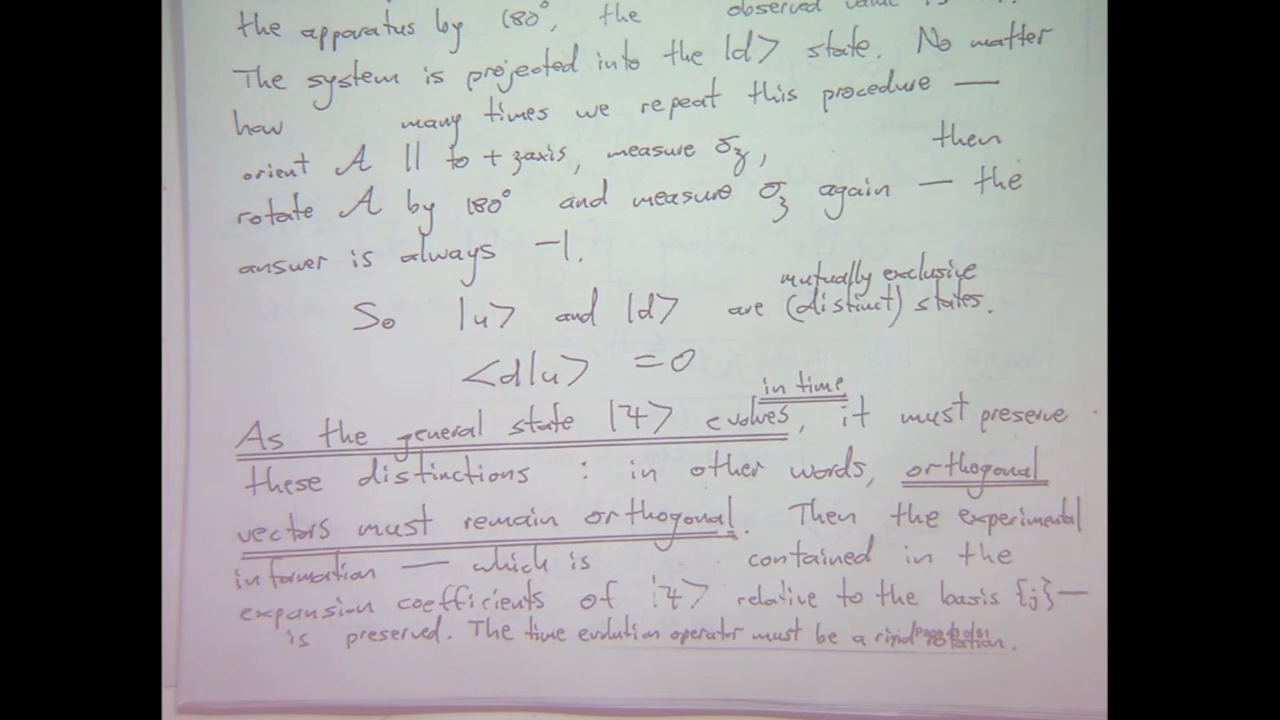 the apparatus by 180°, the observed value is
The system is projected into the |d> state. No matter
how many times we repeat this procedure —
orient A || to + z axis, measure σz, then
rotate A by 180° and measure σz again — the
answer is always -1.
mutually exclusive
So |u> and |d> are (distinct) states.
<d|u> = 0
in time
As the general state |Ψ> evolves, it must preserve
these distinctions : in other words, orthogonal
vectors must remain orthogonal. Then the experimental
information — which is contained in the
expansion coefficients of |Ψ> relative to the basis {j} —
is preserved. The time evolution operator must be a rigid rotation.